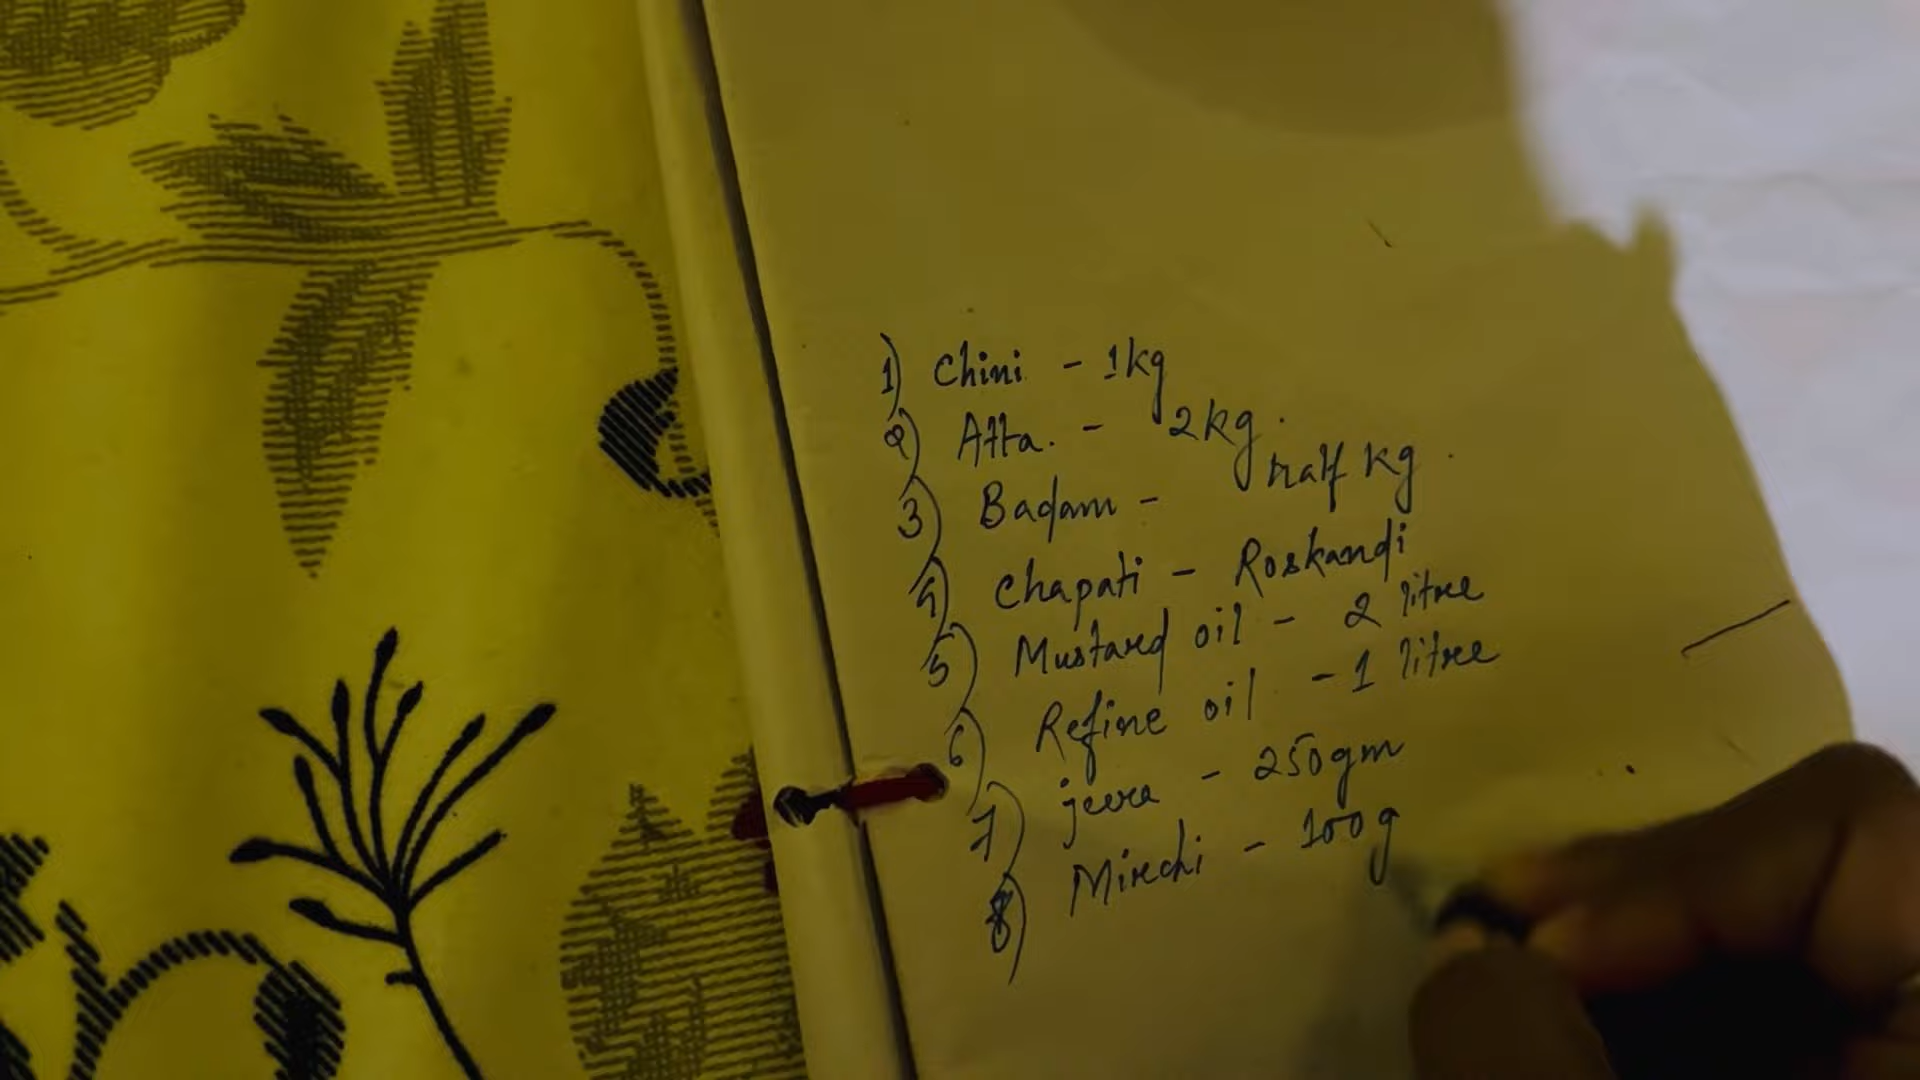 1) Chini - 1kg
2) Atta. - 2kg.
3) Badam - half kg.
4) Chapati - Roskandi
5) Mustard oil - 2 litre
6) Refine oil - 1 litre
7) jeera - 250gm
8) Mirchi - 100g